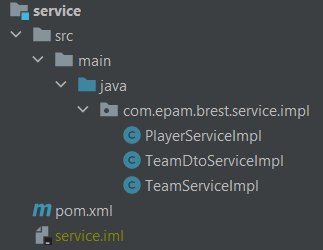 service
src
main
java
com.epam.brest.service.impl
PlayerServiceImpl
TeamDtoServiceImpl
TeamServiceImpl
pom.xml
service.iml